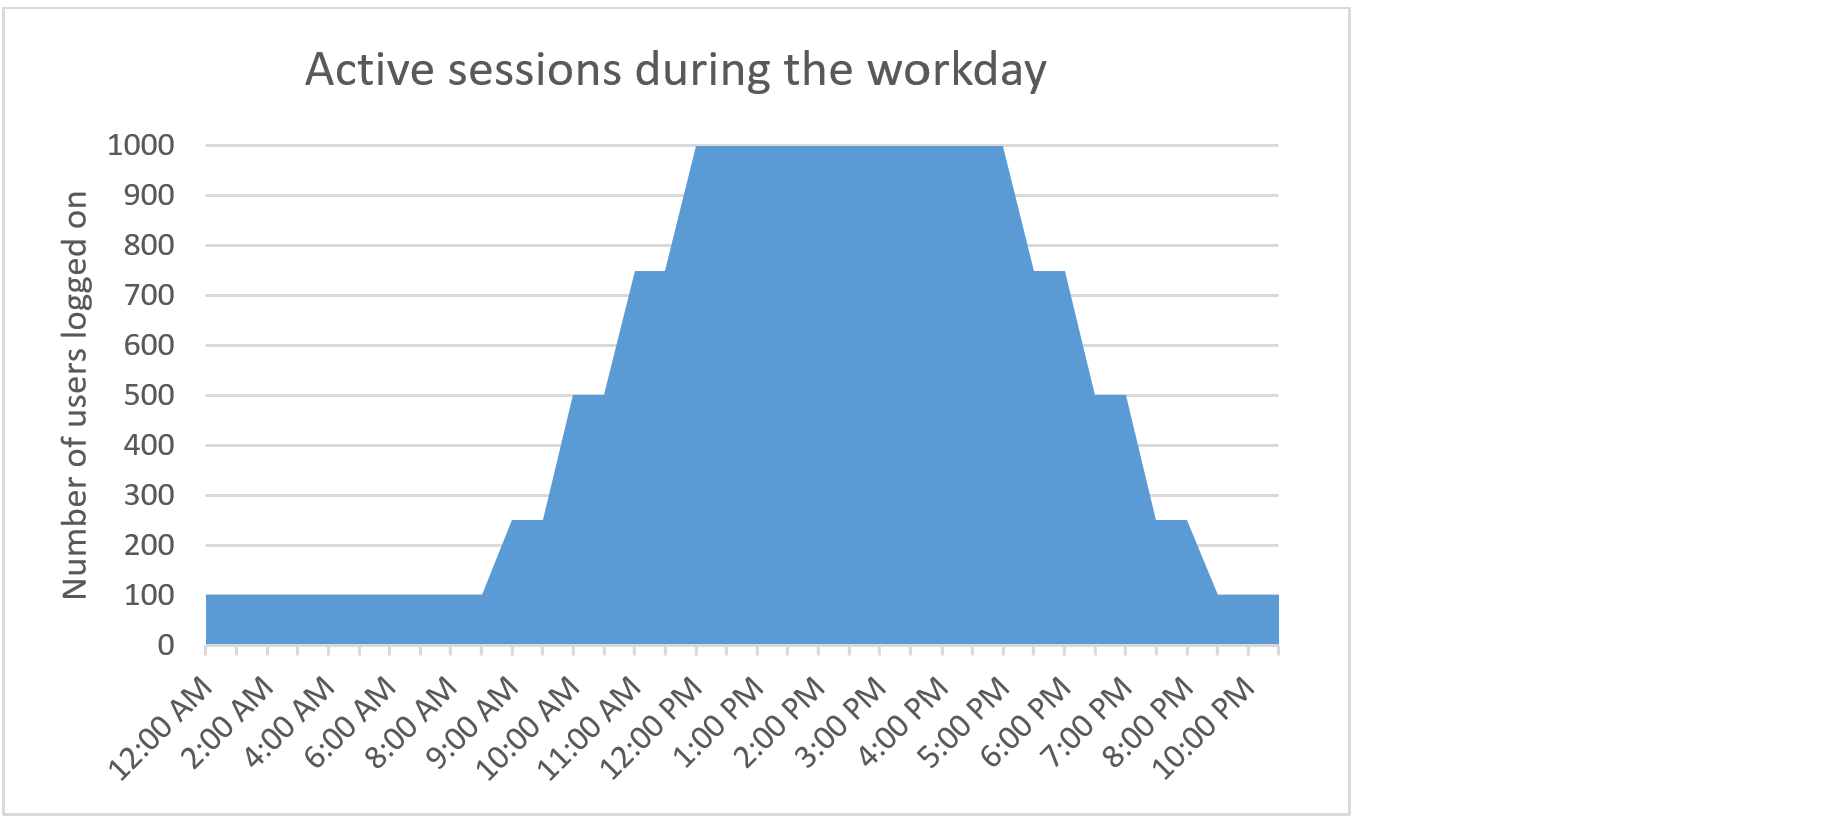 Active sessions during the workday
Number of users logged on
1000
900
800
700
600
500
400
300
200
100
0
12:00 AM
2:00 AM
4:00 AM
6:00 AM
8:00 AM
9:00 AM
10:00 AM
11:00 AM
12:00 PM
1:00 PM
2:00 PM
3:00 PM
4:00 PM
5:00 PM
6:00 PM
7:00 PM
8:00 PM
10:00 PM